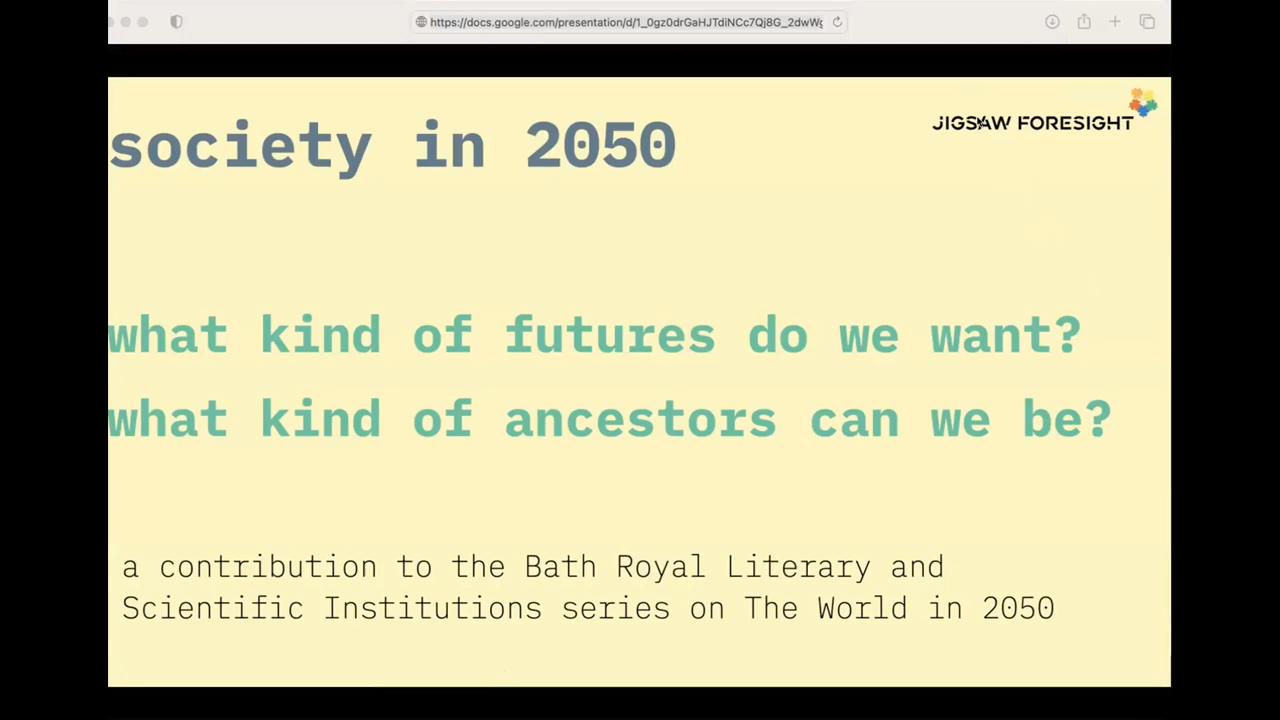 https://docs.google.com/presentation/d/1_0gz0drGaHJTdiNCc7Qj8G_2dwWg
JIGSAW FORESIGHT
society in 2050
what kind of futures do we want?
what kind of ancestors can we be?
a contribution to the Bath Royal Literary and
Scientific Institutions series on The World in 2050